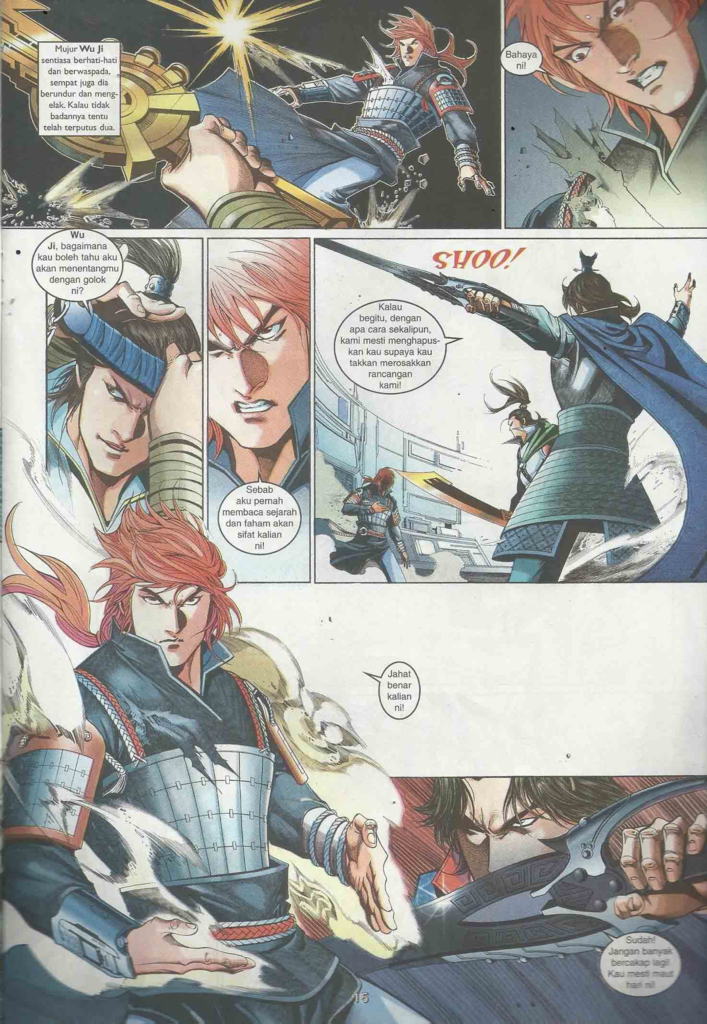 Mujur Wu Ji
sentiasa berhati-hati
dan berwaspada,
sempat juga dia
berundur dan meng-
elak. Kalau tidak
badannya tentu
telah terputus dua.
Bahaya
ni!
Wu
Ji, bagaimana
kau boleh tahu aku
akan menentangmu
dengan golok
ni?
Sebab
aku pernah
membaca sejarah
dan faham akan
sifat kalian
ni!
SHOO!
Kalau
begitu, dengan
apa cara sekalipun,
kami mesti menghapus-
kan kau supaya kau
takkan merosakkan
rancangan
kami!
Jahat
benar
kalian
ni!
Sudah!
Jangan banyak
bercakap lagi!
Kau mesti maut
hari ni!
15